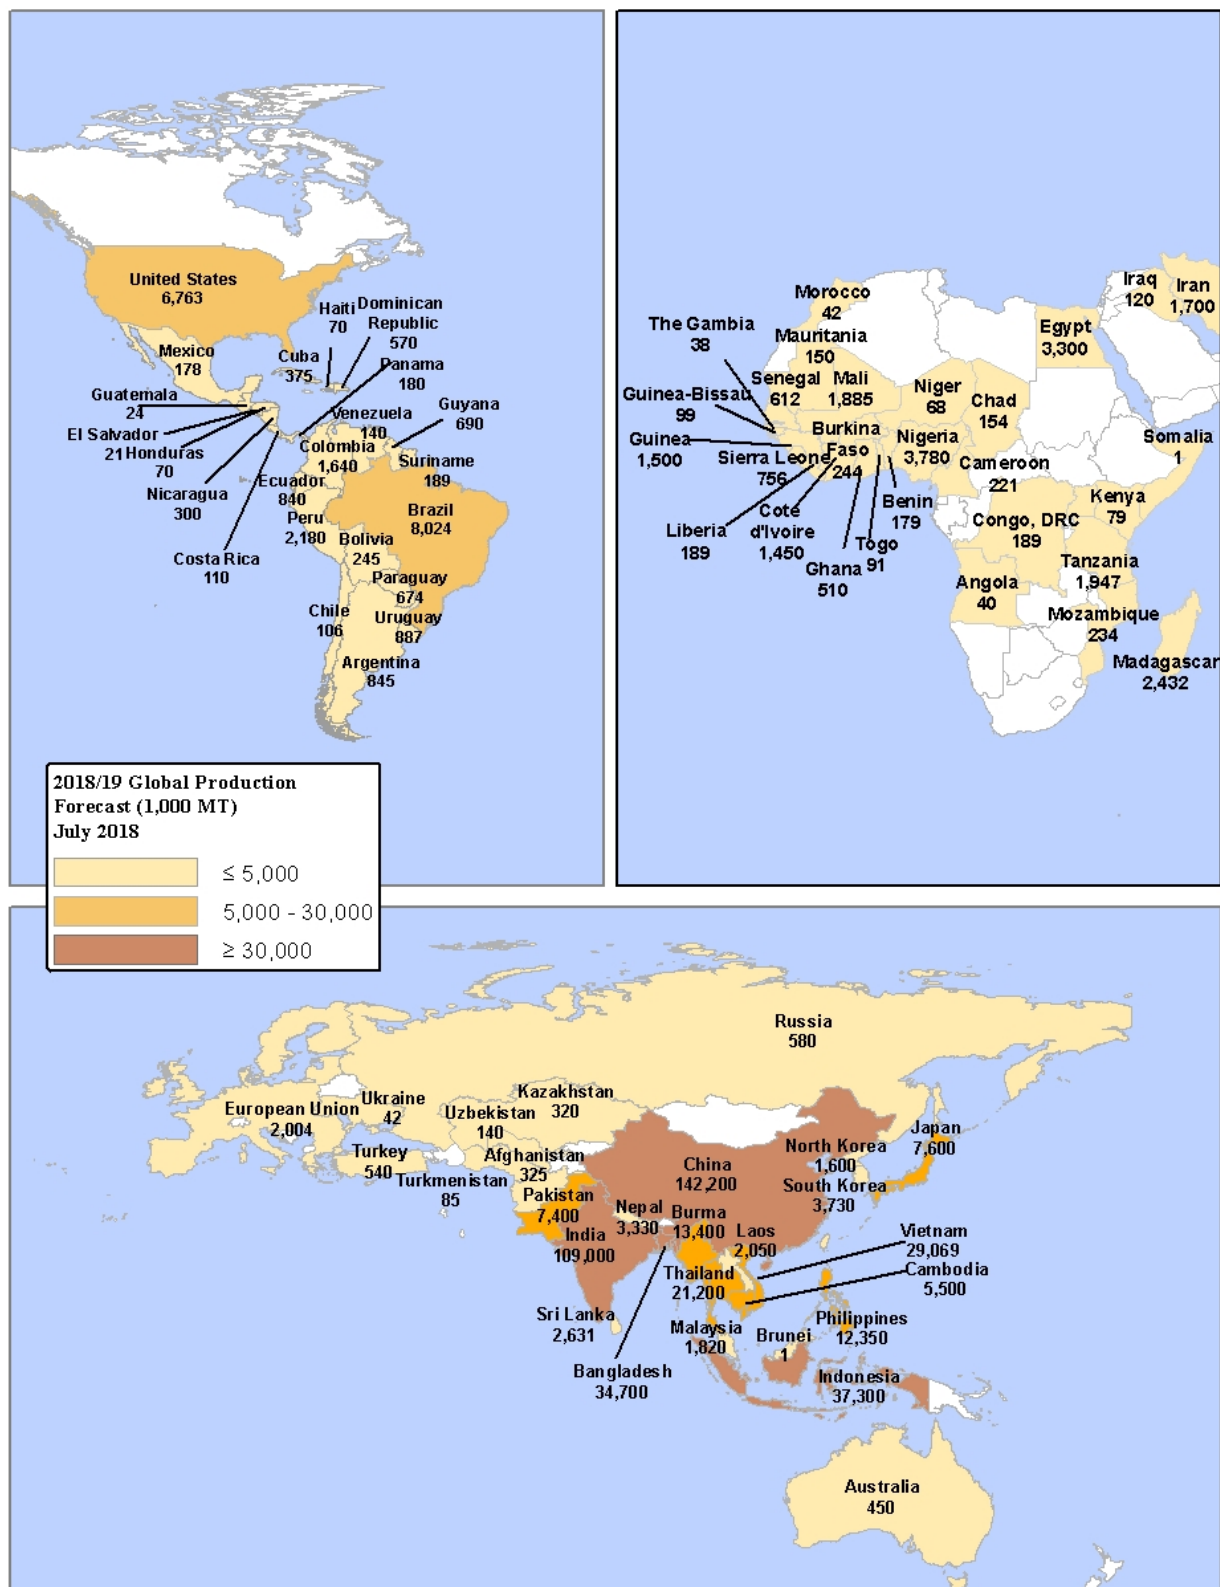 United States
6,763
Mexico
178
Haiti
70
Dominican
Republic
570
Cuba
375
Panama
180
Guatemala
24
El Salvador
21
Honduras
70
Nicaragua
300
Costa Rica
110
Venezuela
140
Guyana
690
Colombia
1,640
Suriname
189
Ecuador
840
Peru
2,180
Brazil
8,024
Bolivia
245
Paraguay
674
Chile
106
Uruguay
887
Argentina
845
Morocco
42
Iraq
120
Iran
1,700
The Gambia
38
Mauritania
150
Egypt
3,300
Senegal
612
Mali
1,885
Niger
68
Chad
154
Guinea-Bissau
99
Guinea
1,500
Burkina
Faso
244
Nigeria
3,780
Somalia
1
Sierra Leone
756
Cameroon
221
Benin
179
Kenya
79
Liberia
189
Cote
d'Ivoire
1,450
Togo
91
Ghana
510
Congo, DRC
189
Tanzania
1,947
Angola
40
Mozambique
234
Madagascar
2,432
2018/19 Global Production
Forecast (1,000 MT)
July 2018
≤ 5,000
5,000 - 30,000
≥ 30,000
Russia
580
European Union
2,004
Ukraine
42
Kazakhstan
320
Uzbekistan
140
Turkey
540
Turkmenistan
85
Afghanistan
325
Pakistan
7,400
China
142,200
North Korea
1,600
South Korea
3,730
Japan
7,600
India
109,000
Nepal
3,330
Burma
13,400
Laos
2,050
Vietnam
29,069
Cambodia
5,500
Thailand
21,200
Sri Lanka
2,631
Malaysia
1,820
Brunei
1
Philippines
12,350
Bangladesh
34,700
Indonesia
37,300
Australia
450